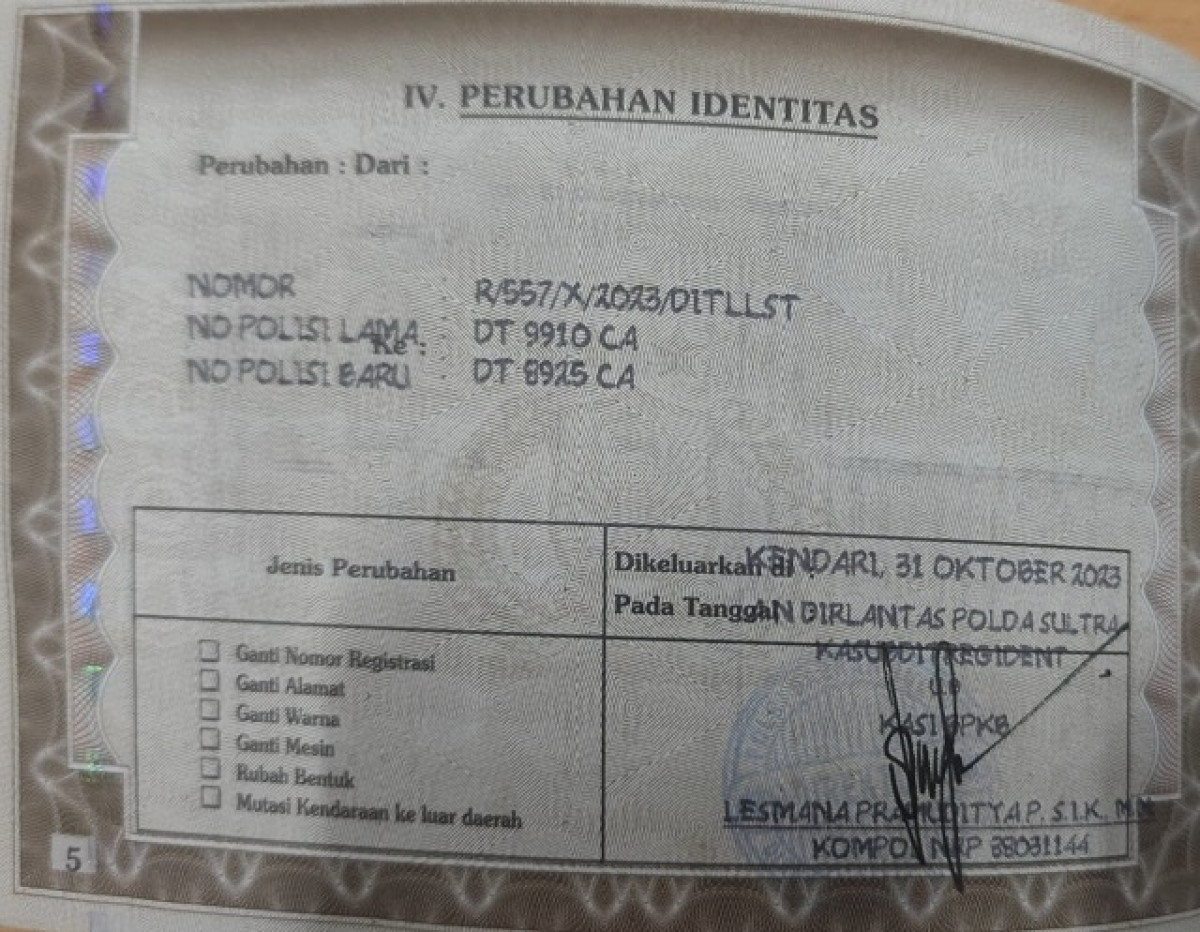 IV. PERUBAHAN IDENTITAS
Perubahan : Dari :
NOMOR : R/557/X/2023/DITLLST
NO POLISI LAMA : DT 9910 CA
Ke :
NO POLISI BARU : DT 8925 CA
Jenis Perubahan
Dikeluarkan di : KENDARI, 31 OKTOBER 2023
Pada Tanggal AN DIRLANTAS POLDA SULTRA
KASUBDIT REGIDENT
KASI BPKB
LESMANA P. S.I.K. M.
KOMPOL NRP 88031144
☐ Ganti Nomor Registrasi
☐ Ganti Alamat
☐ Ganti Warna
☐ Ganti Mesin
☐ Rubah Bentuk
☐ Mutasi Kendaraan ke luar daerah
5